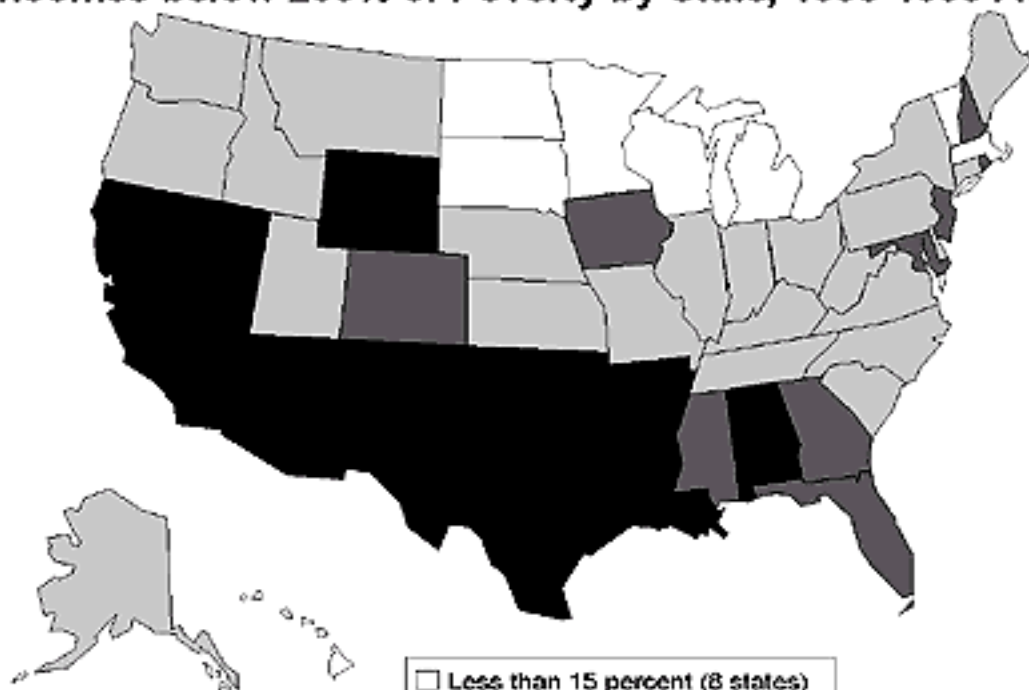 below 200% of Poverty by State,
Less than 15 percent (8 states)